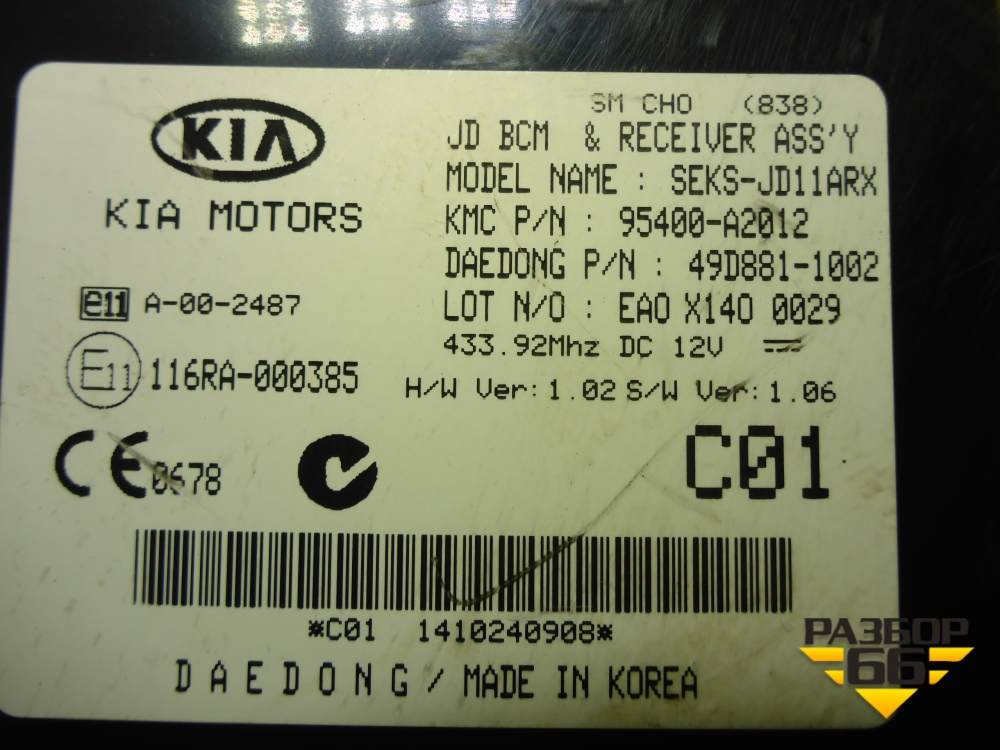 SM CHO (838)
KIA
JD BCM & RECEIVER ASS'Y
MODEL NAME : SEKS-JD11ARX
KIA MOTORS
KMC P/N : 95400-A2012
DAEDONG P/N : 49D881-1002
e11 A-00-2487
LOT N/O : EAO X140 0029
433.92Mhz DC 12V
E11 116RA-000385
H/W Ver:1.02 S/W Ver:1.06
CE 0678
C01
*C01 1410240908*
DAEDONG / MADE IN KOREA
РАЗБОР
66